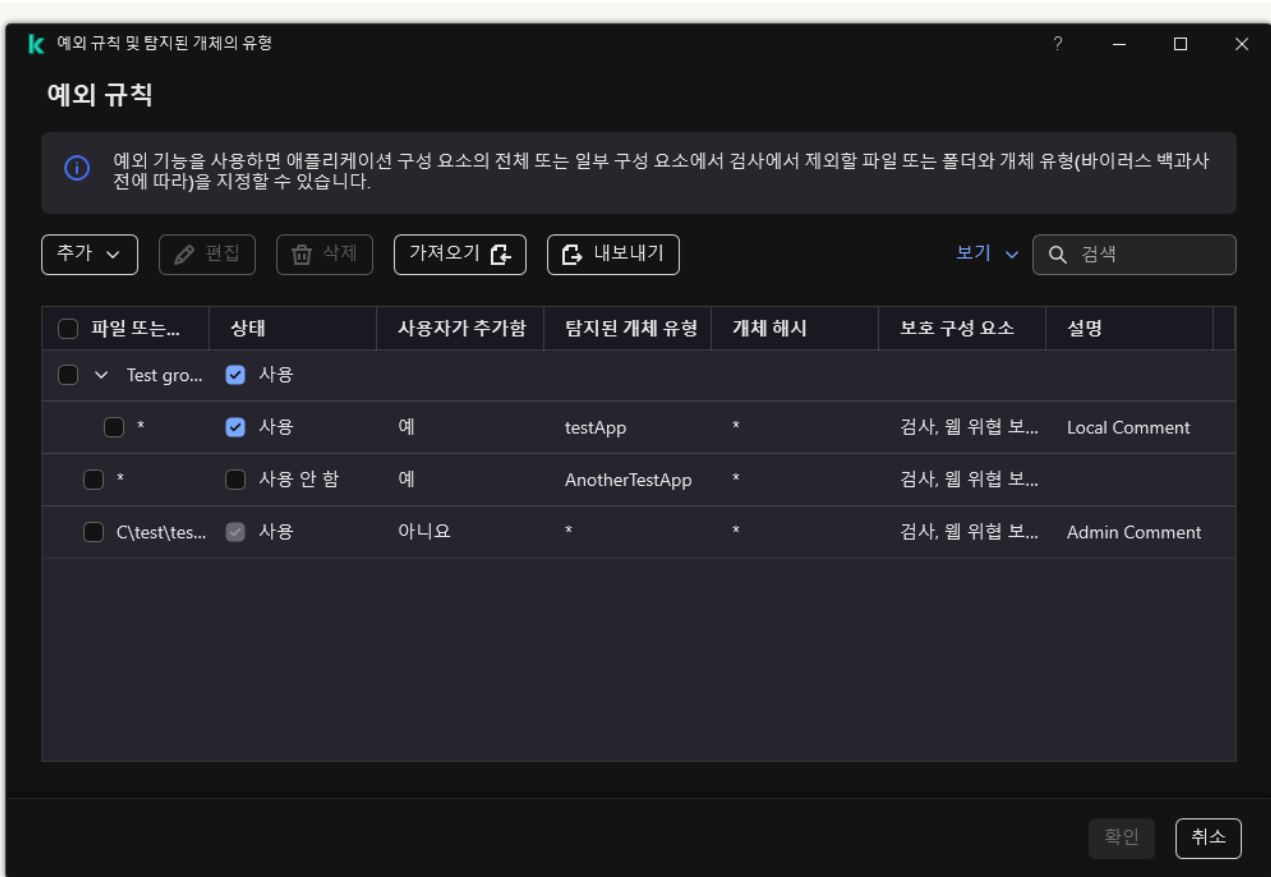 예외 규칙 및 탐지된 개체의 유형
예외 규칙
예외 기능을 사용하면 애플리케이션 구성 요소의 전체 또는 일부 구성 요소에서 검사에서 제외할 파일 또는 폴더와 개체 유형(바이러스 백과사
전에 따라)을 지정할 수 있습니다.
추가 편집 삭제 가져오기 내보내기 보기 검색
파일 또는... 상태 사용자가 추가함 탐지된 개체 유형 개체 해시 보호 구성 요소 설명
Test gro... 사용
* 사용 예 testApp * 검사, 웹 위협 보... Local Comment
* 사용 안 함 예 AnotherTestApp * 검사, 웹 위협 보...
C\test\tes... 사용 아니요 * * 검사, 웹 위협 보... Admin Comment
확인 취소